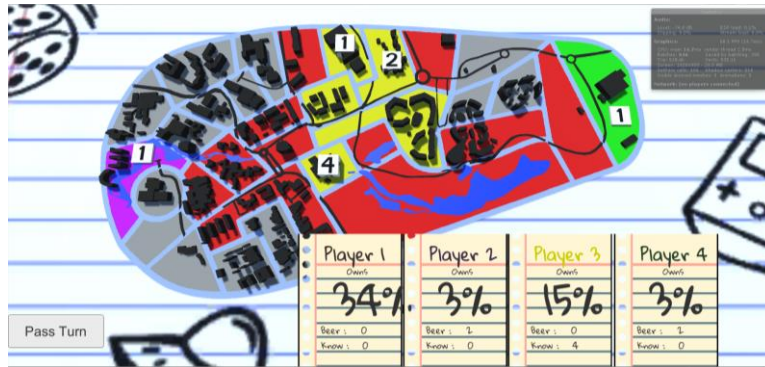 1
2
1
4
1
Pass Turn
Player 1
Owns
34%
Beer : 0
Know : 0
Player 2
Owns
3%
Beer : 2
Know : 0
Player 3
Owns
15%
Beer : 0
Know : 4
Player 4
Owns
3%
Beer : 2
Know : 0